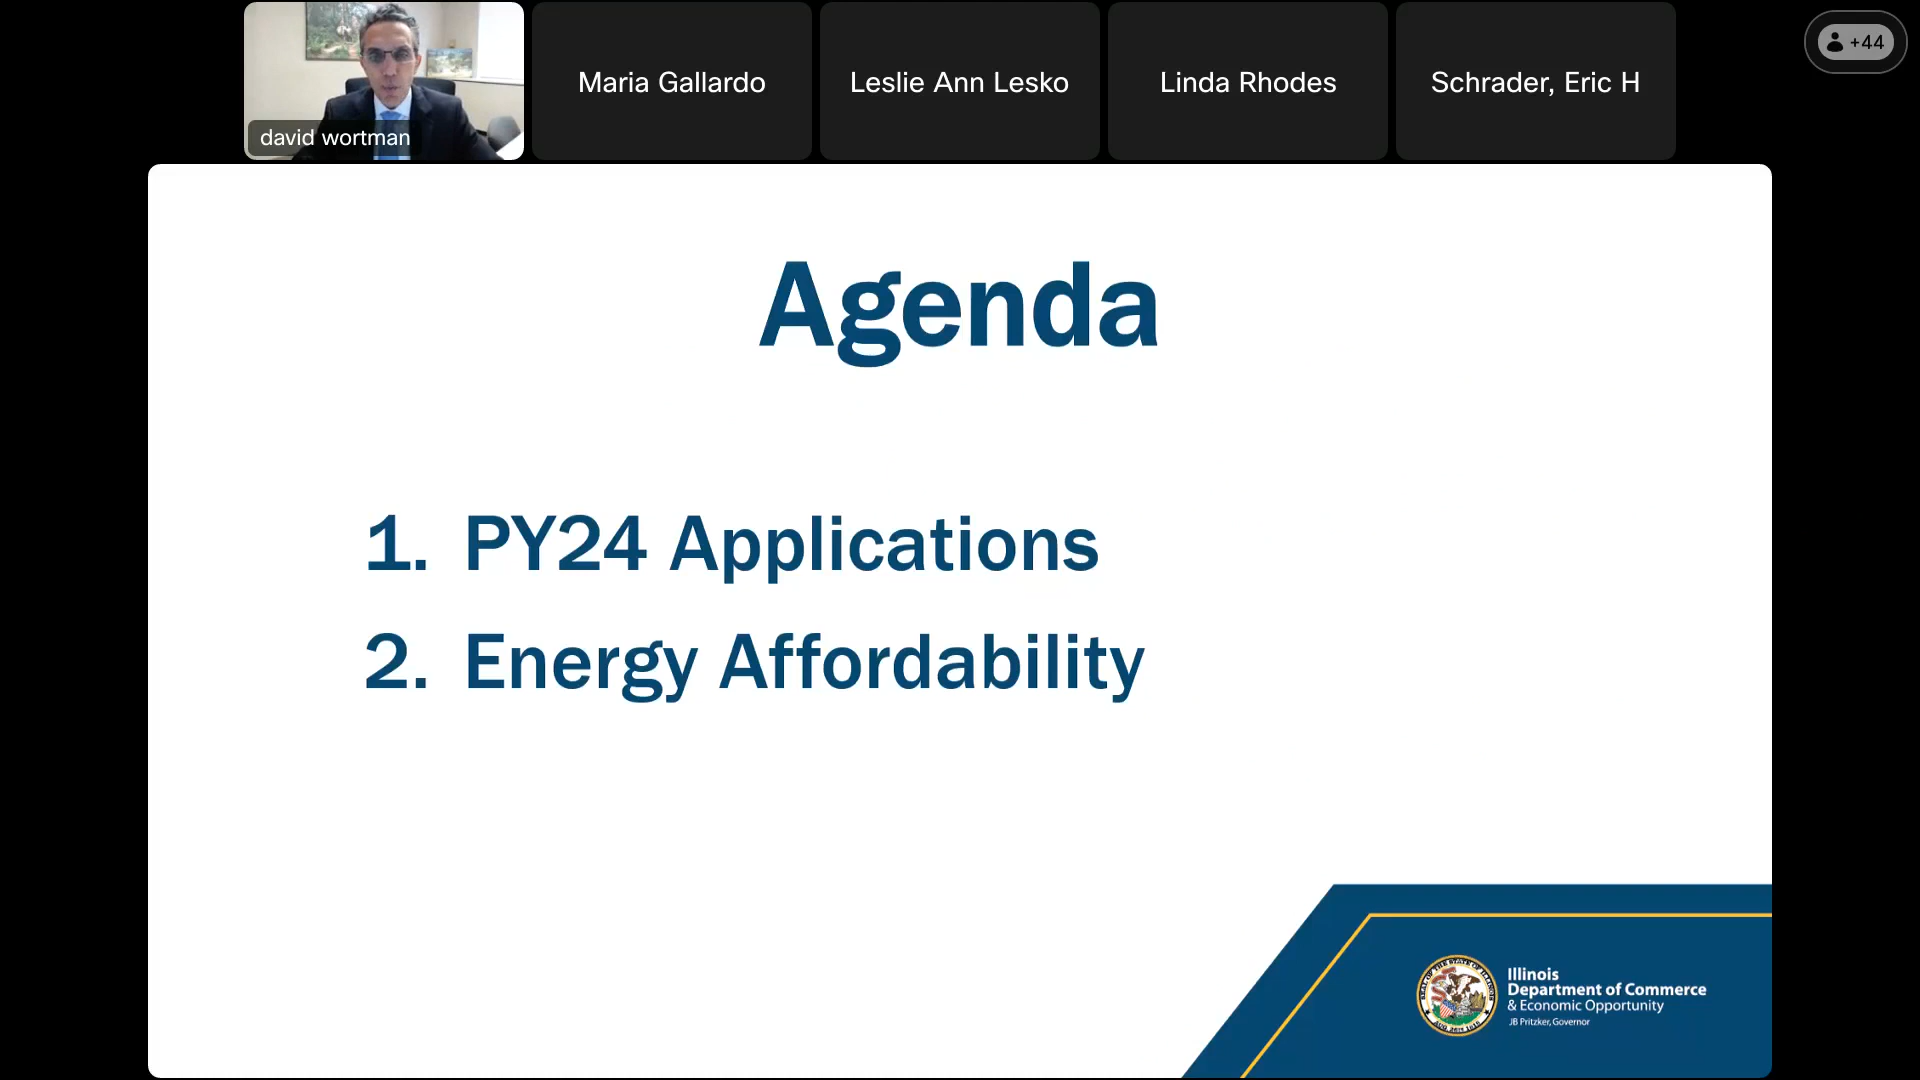 david wortman
Maria Gallardo
Leslie Ann Lesko
Linda Rhodes
Schrader, Eric H
+44
Agenda
1. PY24 Applications
2. Energy Affordability
Illinois
Department of Commerce
& Economic Opportunity
JB Pritzker, Governor